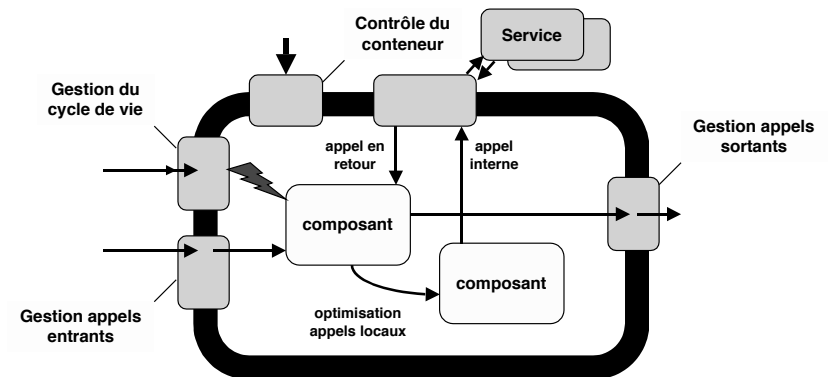 Contrôle du
conteneur
Service
Gestion du
cycle de vie
appel en
retour
appel
interne
Gestion appels
sortants
composant
composant
Gestion appels
entrants
optimisation
appels locaux